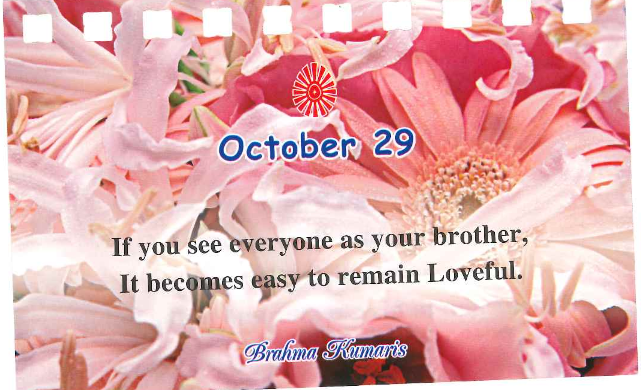 October 29
If you see everyone as your brother,
It becomes easy to remain Loveful.
Brahma Kumaris